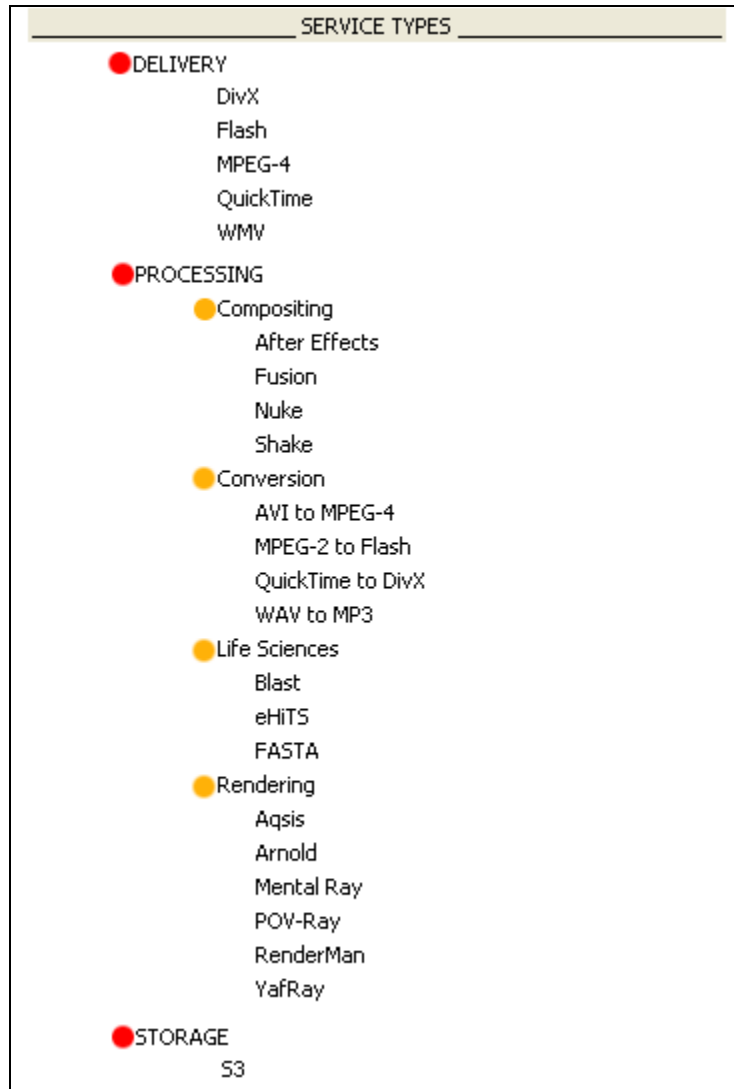 SERVICE TYPES
DELIVERY
DivX
Flash
MPEG-4
QuickTime
WMV
PROCESSING
Compositing
After Effects
Fusion
Nuke
Shake
Conversion
AVI to MPEG-4
MPEG-2 to Flash
QuickTime to DivX
WAV to MP3
Life Sciences
Blast
eHiTS
FASTA
Rendering
Aqsis
Arnold
Mental Ray
POV-Ray
RenderMan
YafRay
STORAGE
S3